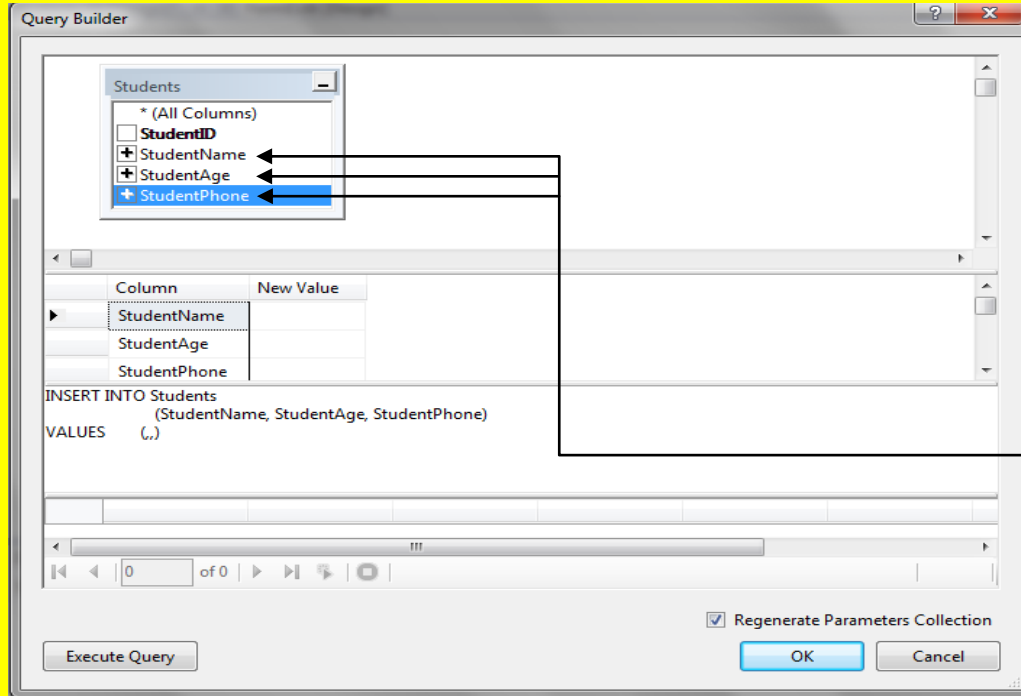 Query Builder
Students
* (All Columns)
StudentID
StudentName
StudentAge
StudentPhone
Column New Value
StudentName
StudentAge
StudentPhone
INSERT INTO Students
(StudentName, StudentAge, StudentPhone)
VALUES (,,)
0 of 0
Regenerate Parameters Collection
Execute Query OK Cancel